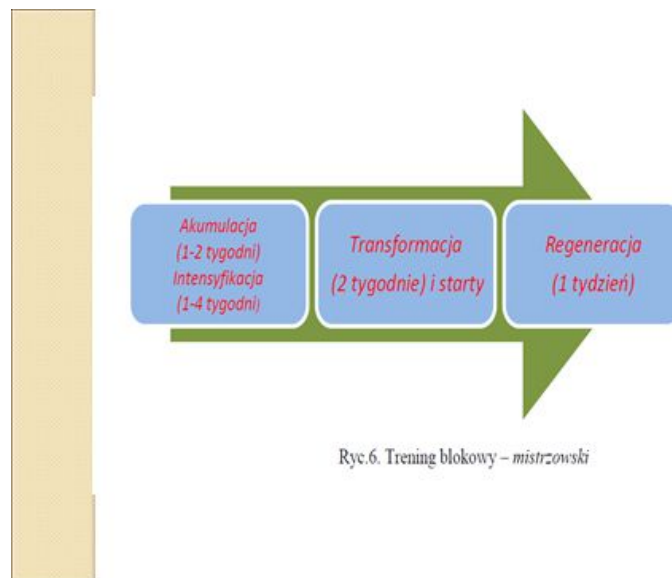 Akumulacja
(1-2 tygodni)
Intensyfikacja
(1-4 tygodni)
Transformacja
(2 tygodnie) i starty
Regeneracja
(1 tydzień)
Ryc.6. Trening blokowy – mistrzowski